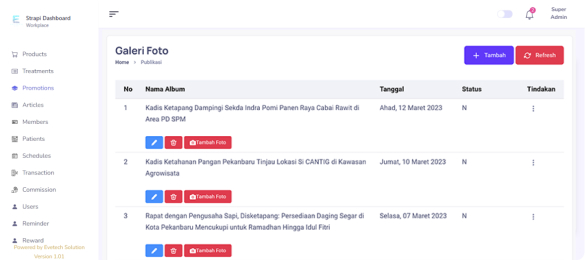 Strapi Dashboard
Workplace
Super
Admin
2
Products
Treatments
Promotions
Articles
Members
Patients
Schedules
Transaction
Commission
Users
Reminder
Reward
Powered by Evetech Solution
Version 1.01
Galeri Foto
Home > Publikasi
+ Tambah
Refresh
No Nama Album Tanggal Status Tindakan
1 Kadis Ketapang Dampingi Sekda Indra Pomi Panen Raya Cabai Rawit di Ahad, 12 Maret 2023 N
Area PD SPM
Tambah Foto
2 Kadis Ketahanan Pangan Pekanbaru Tinjau Lokasi Si CANTIG di Kawasan Jumat, 10 Maret 2023 N
Agrowisata
Tambah Foto
3 Rapat dengan Pengusaha Sapi, Disketapang: Persediaan Daging Segar di Selasa, 07 Maret 2023 N
Kota Pekanbaru Mencukupi untuk Ramadhan Hingga Idul Fitri
Tambah Foto